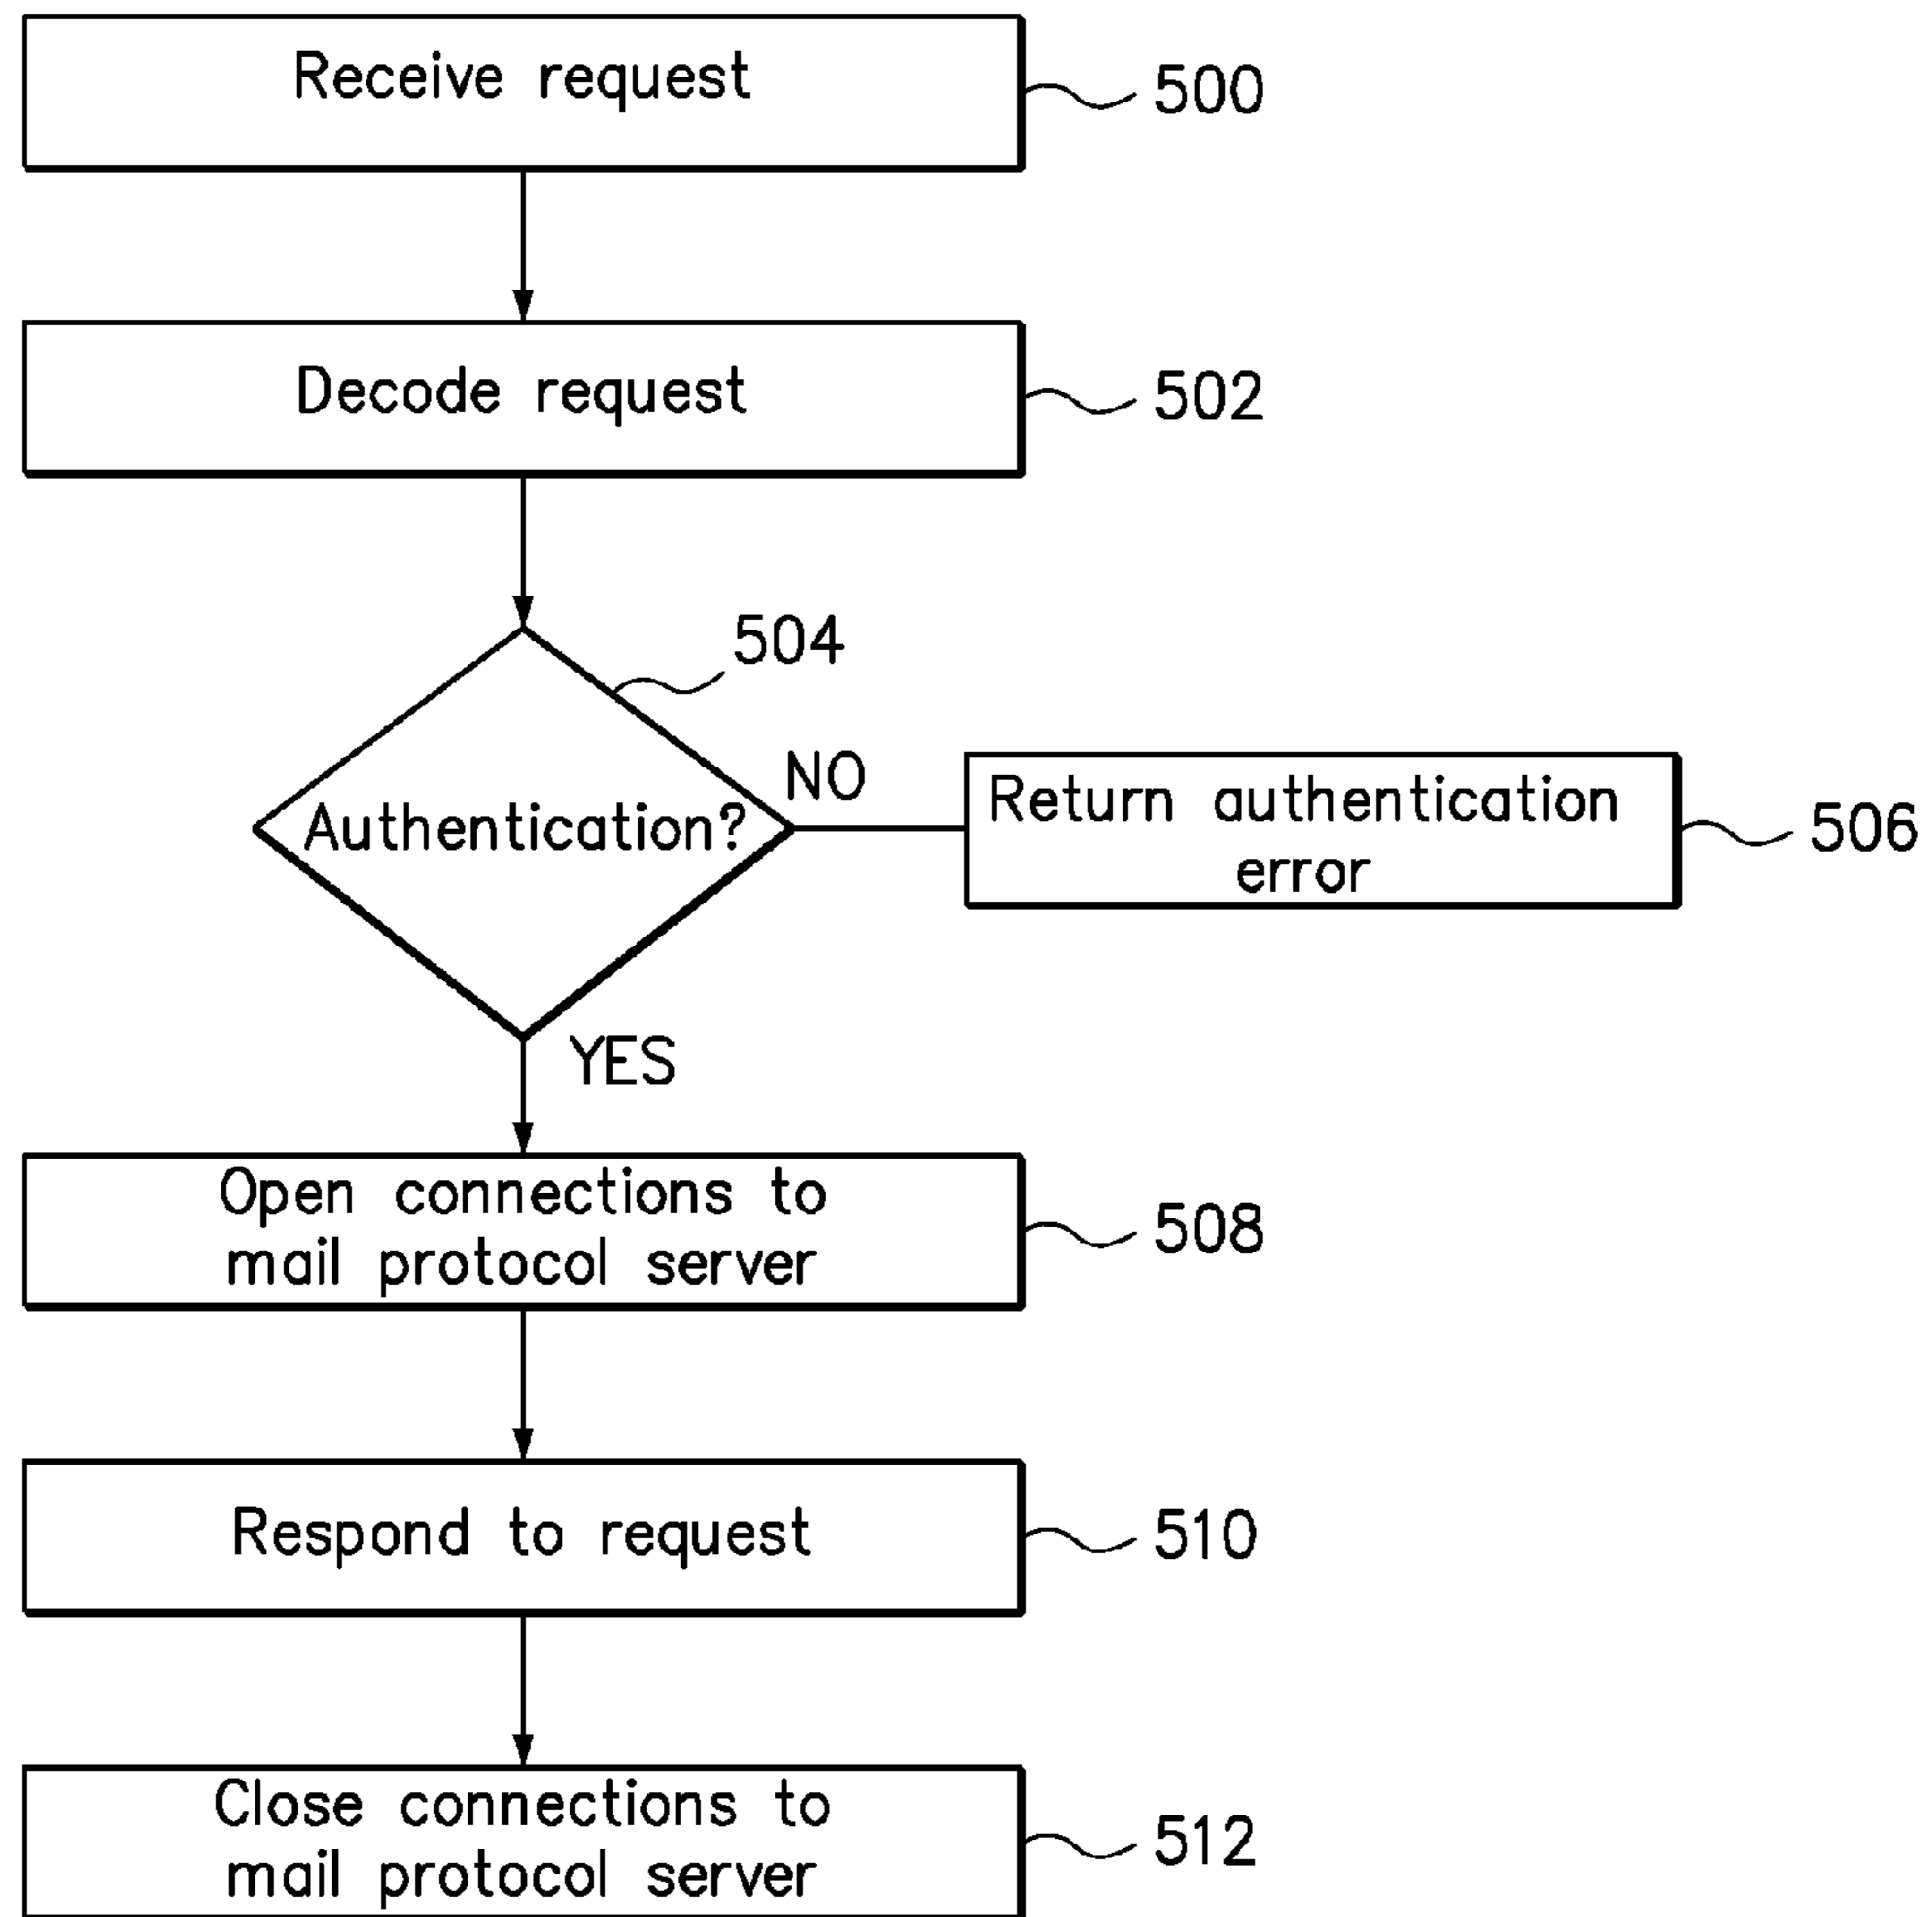 Receive request
500
Decode request
502
504
Authentication?
NO
Return authentication
error
506
YES
Open connections to
mail protocol server
508
Respond to request
510
Close connections to
mail protocol server
512